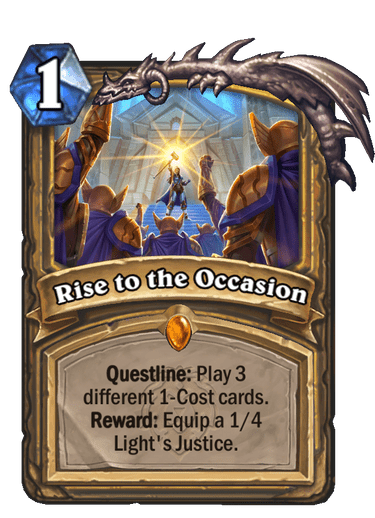 1
Rise to the Occasion
Questline: Play 3
different 1-Cost cards.
Reward: Equip a 1/4
Light's Justice.